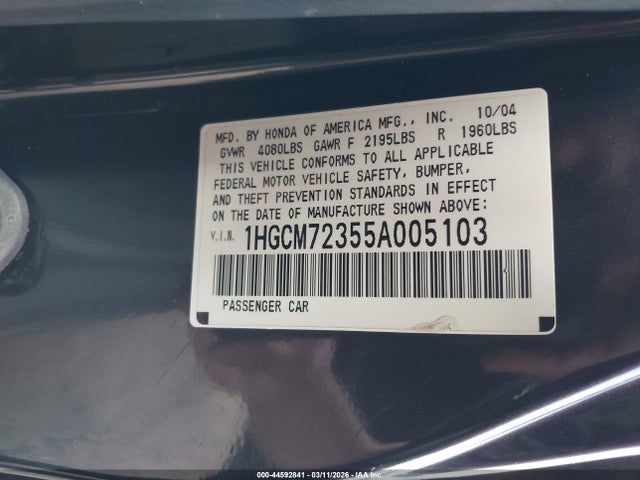 MFD. BY HONDA OF AMERICA MFG., INC. 10/04
GVWR 4080LBS GAWR F 2195LBS R 1960LBS
THIS VEHICLE CONFORMS TO ALL APPLICABLE
FEDERAL MOTOR VEHICLE SAFETY, BUMPER,
AND THEFT PREVENTION STANDARDS IN EFFECT
ON THE DATE OF MANUFACTURE SHOWN ABOVE:
V.I.N. 1HGCM72355A005103
PASSENGER CAR
000-44592841 | 03/11/2026 | IAA Inc.